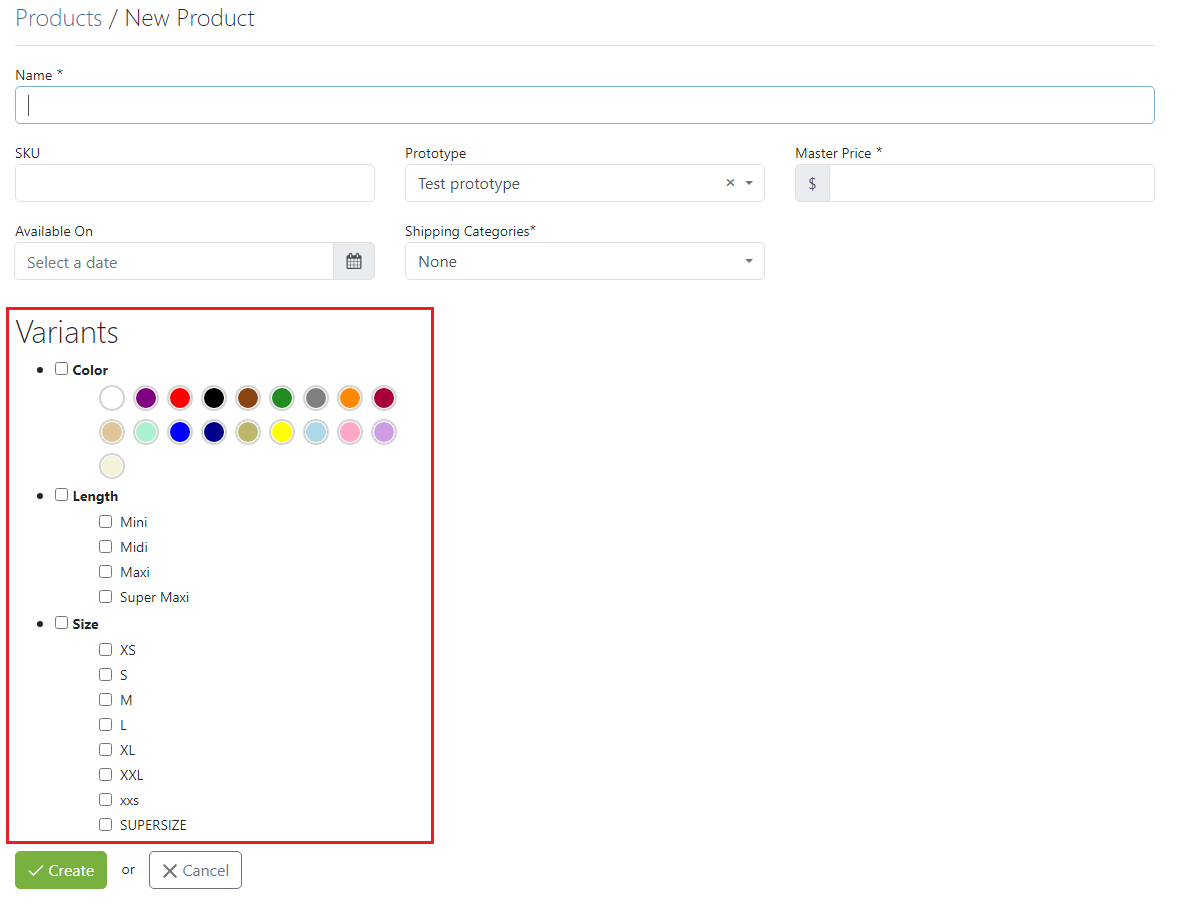 Products / New Product
Name *
SKU
Prototype
Master Price *
Test prototype × 
$
Available On
Shipping Categories*
Select a date
None
Variants
Color
Length
Mini
Midi
Maxi
Super Maxi
Size
XS
S
M
L
XL
XXL
xxs
SUPERSIZE
Create or Cancel